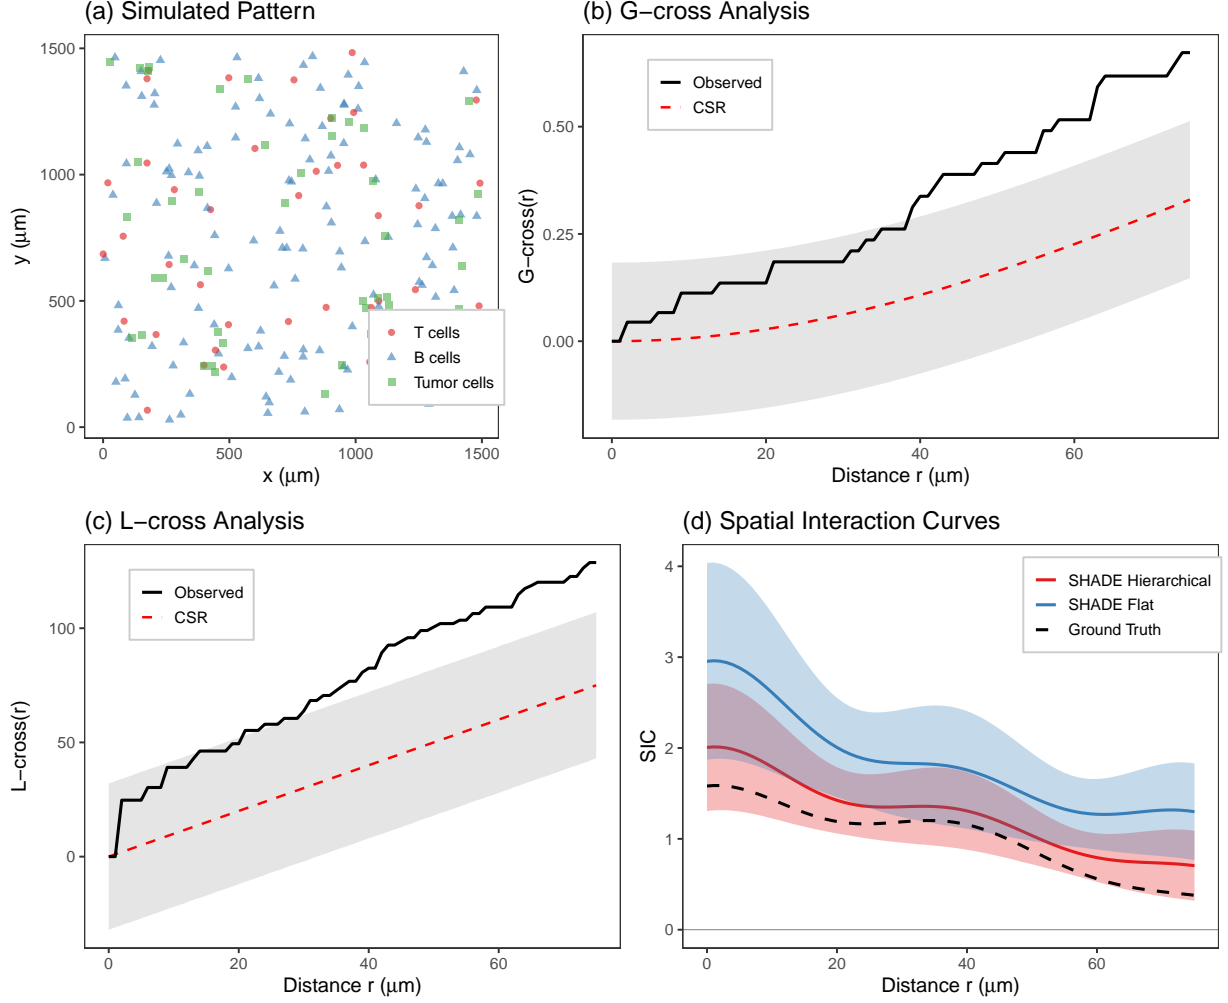 (a) Simulated Pattern
1500
1000
500
0
y (μm)
0
500
1000
1500
x (μm)
T cells
B cells
Tumor cells
(b) G−cross Analysis
0.50
0.25
0.00
G−cross(r)
0
20
40
60
Distance r (μm)
Observed
CSR
(c) L−cross Analysis
100
50
0
L−cross(r)
0
20
40
60
Distance r (μm)
Observed
CSR
(d) Spatial Interaction Curves
4
3
2
1
0
SIC
0
20
40
60
Distance r (μm)
SHADE Hierarchical
SHADE Flat
Ground Truth